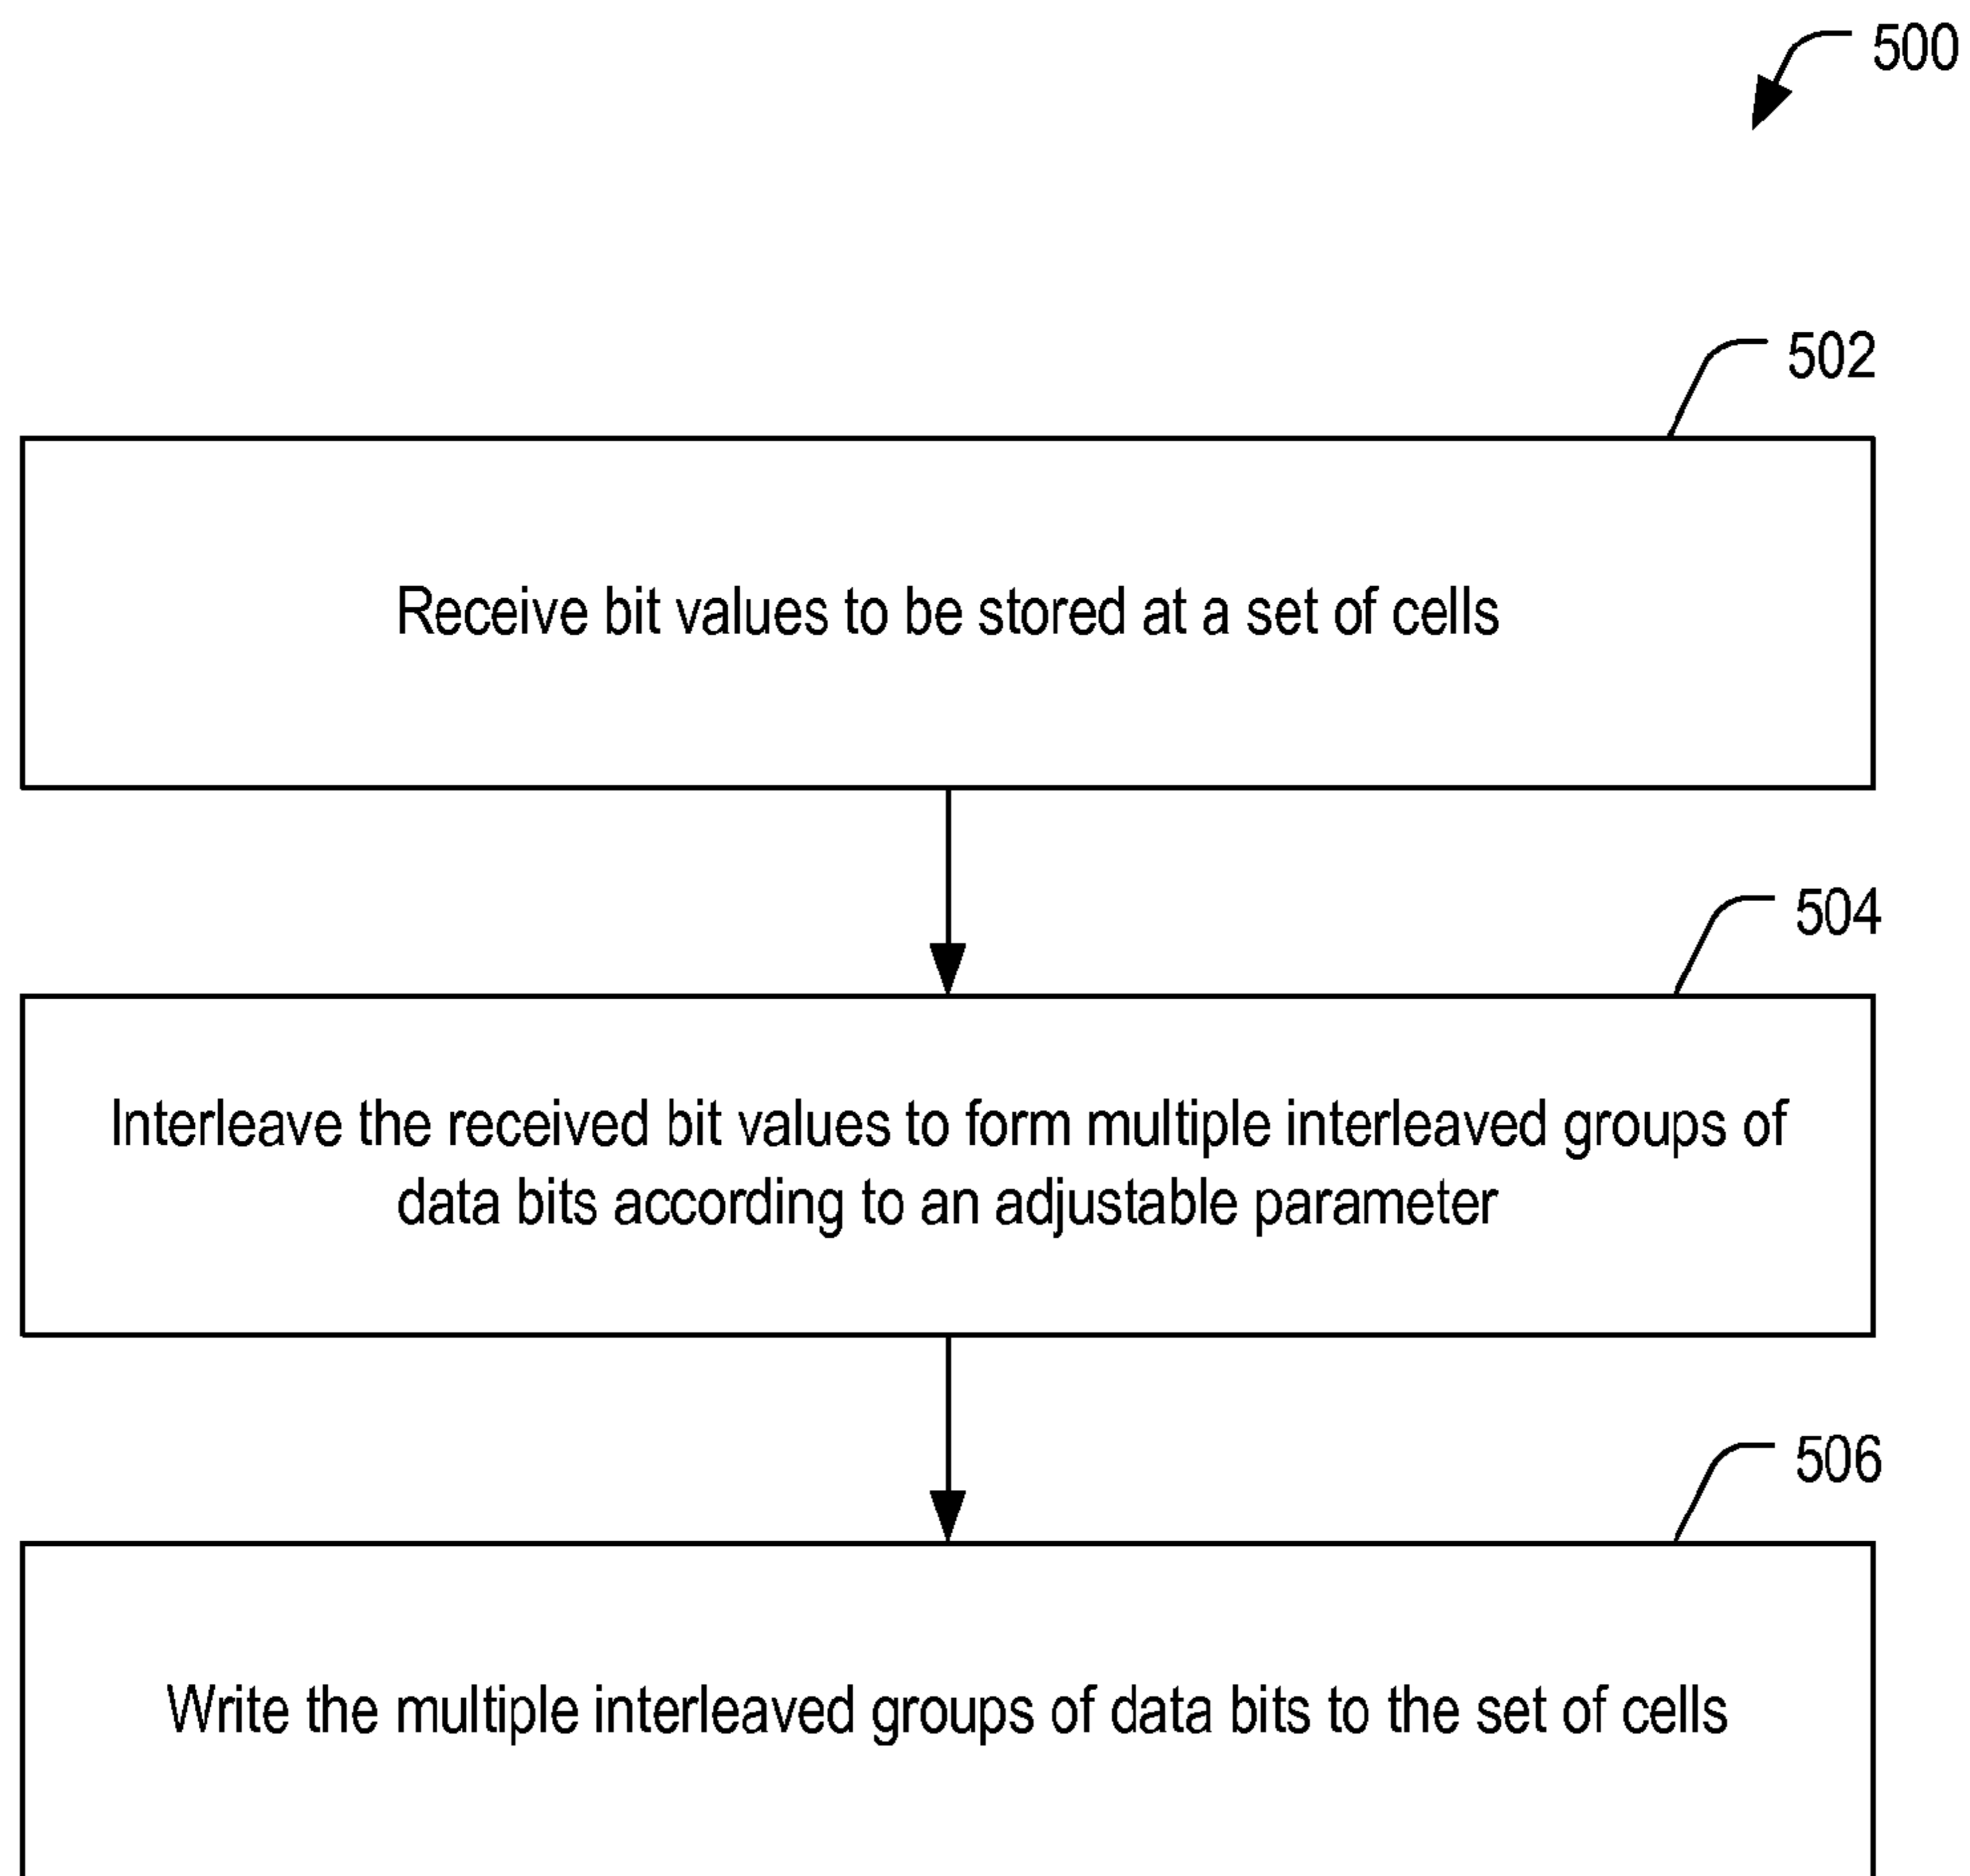 500
502
Receive bit values to be stored at a set of cells
504
Interleave the received bit values to form multiple interleaved groups of
data bits according to an adjustable parameter
506
Write the multiple interleaved groups of data bits to the set of cells